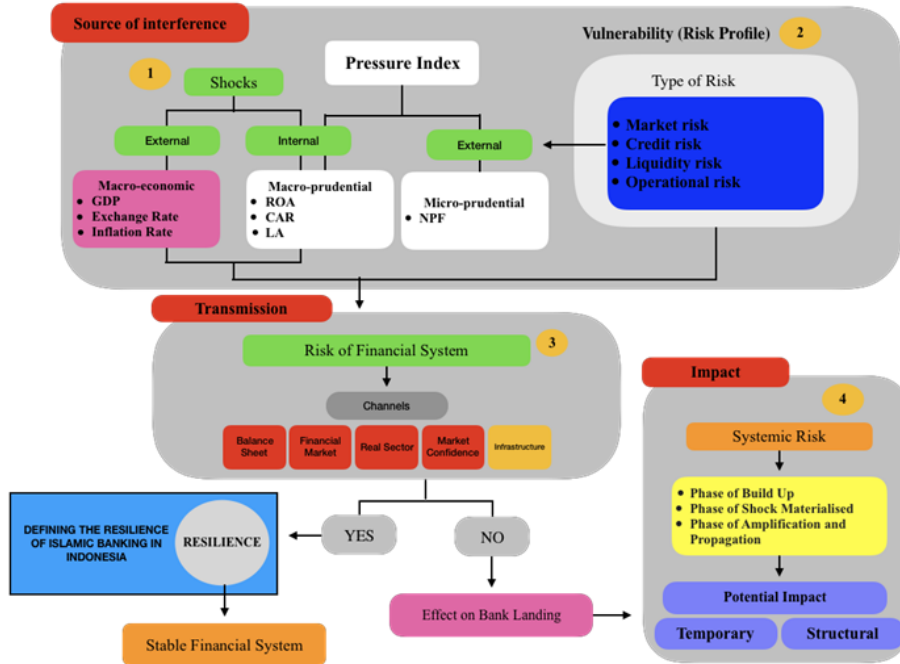 Source of interference
Vulnerability (Risk Profile)
2
1
Shocks
Pressure Index
Type of Risk
• Market risk
• Credit risk
• Liquidity risk
• Operational risk
External
Internal
External
Macro-economic
• GDP
• Exchange Rate
• Inflation Rate
Macro-prudential
• ROA
• CAR
• LA
Micro-prudential
• NPF
Transmission
Risk of Financial System
3
Channels
Balance
Sheet
Financial
Market
Real Sector
Market
Confidence
Infrastructure
YES
NO
DEFINING THE RESILIENCE
OF ISLAMIC BANKING IN
INDONESIA
RESILIENCE
Stable Financial System
Effect on Bank Landing
Impact
4
Systemic Risk
• Phase of Build Up
• Phase of Shock Materialised
• Phase of Amplification and
Propagation
Potential Impact
Temporary
Structural